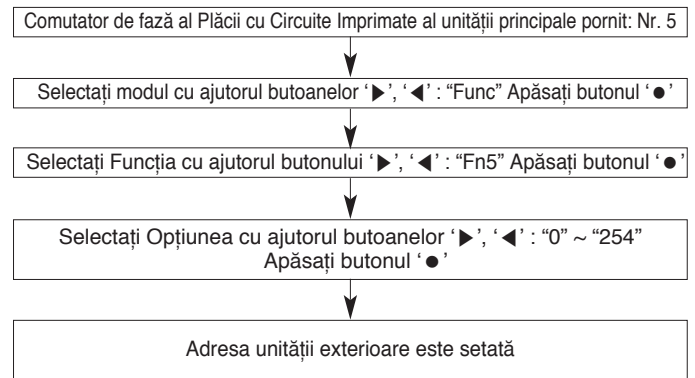 Comutator de fază al Plăcii cu Circuite Imprimate al unității principale pornit: Nr. 5
Selectați modul cu ajutorul butoanelor ‘▶’, ‘◀’ : “Func” Apăsați butonul ‘●’
Selectați Funcția cu ajutorul butonului ‘▶’, ‘◀’ : “Fn5” Apăsați butonul ‘●’
Selectați Opțiunea cu ajutorul butoanelor ‘▶’, ‘◀’ : “0” ~ “254”
Apăsați butonul ‘●’
Adresa unității exterioare este setată